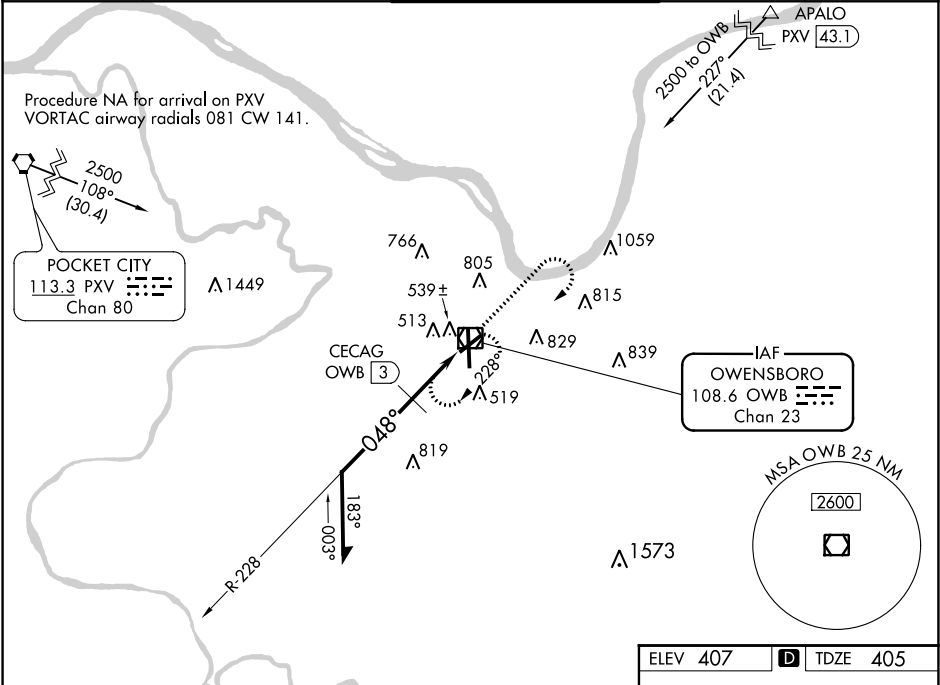 APALO
PXV 43.1
2500 to OWB
227°
(21.4)
Procedure NA for arrival on PXV
VORTAC airway radials 081 CW 141.
2500
108°
(30.4)
POCKET CITY
113.3 PXV
Chan 80
1449
766
805
1059
815
539±
513
829
839
CECAG
OWB 3
228°
519
IAF
OWENSBORO
108.6 OWB
Chan 23
048°
819
183°
003°
R-228
1573
MSA OWB 25 NM
2600
ELEV 407 D TDZE 405